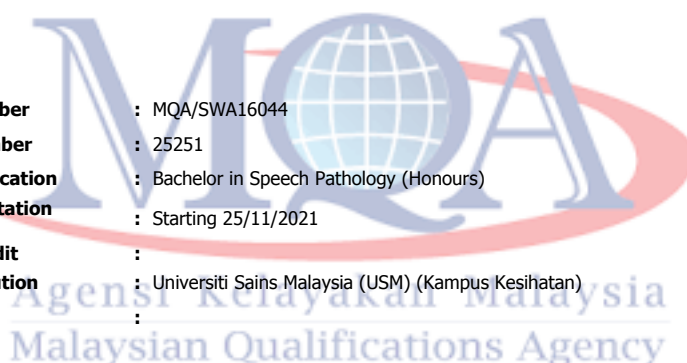 MQA
ber : MQA/SWA16044
ber : 25251
cation : Bachelor in Speech Pathology (Honours)
tation : Starting 25/11/2021
dit :
tion : Universiti Sains Malaysia (USM) (Kampus Kesihatan)
Agensi Kelayakan Malaysia
:
Malaysian Qualifications Agency